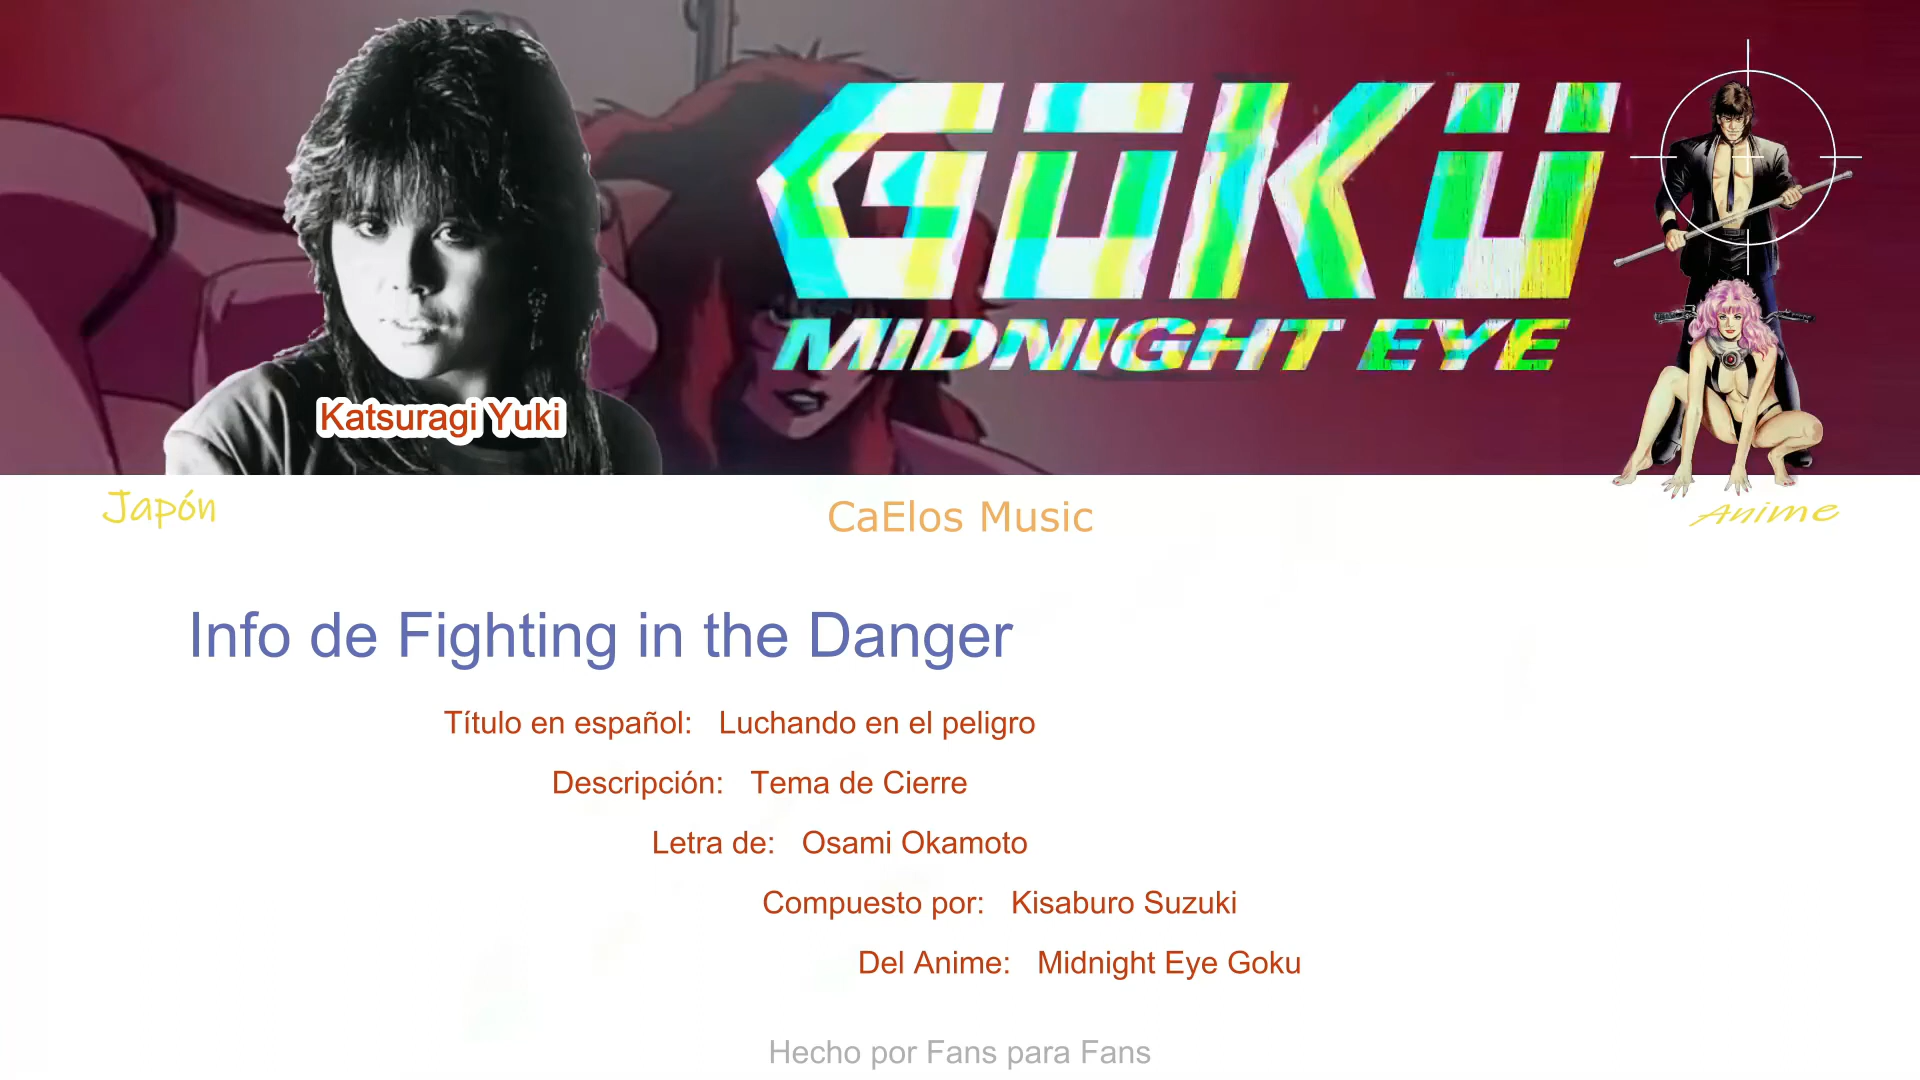 GOKU
MIDNIGHT EYE
Katsuragi Yuki
Japón
CaElos Music
Anime
Info de Fighting in the Danger
Título en español: Luchando en el peligro
Descripción: Tema de Cierre
Letra de: Osami Okamoto
Compuesto por: Kisaburo Suzuki
Del Anime: Midnight Eye Goku
Hecho por Fans para Fans